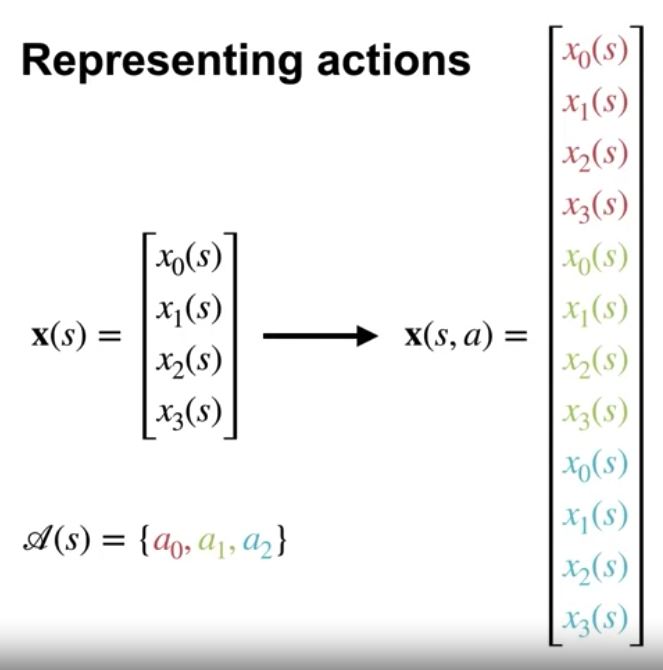 Representing actions
x(s) =
x₀(s)
x₁(s)
x₂(s)
x₃(s)
x(s, a) =
x₀(s)
x₁(s)
x₂(s)
x₃(s)
x₀(s)
x₁(s)
x₂(s)
x₃(s)
x₀(s)
x₁(s)
x₂(s)
x₃(s)
𝒜(s) = {a₀, a₁, a₂}